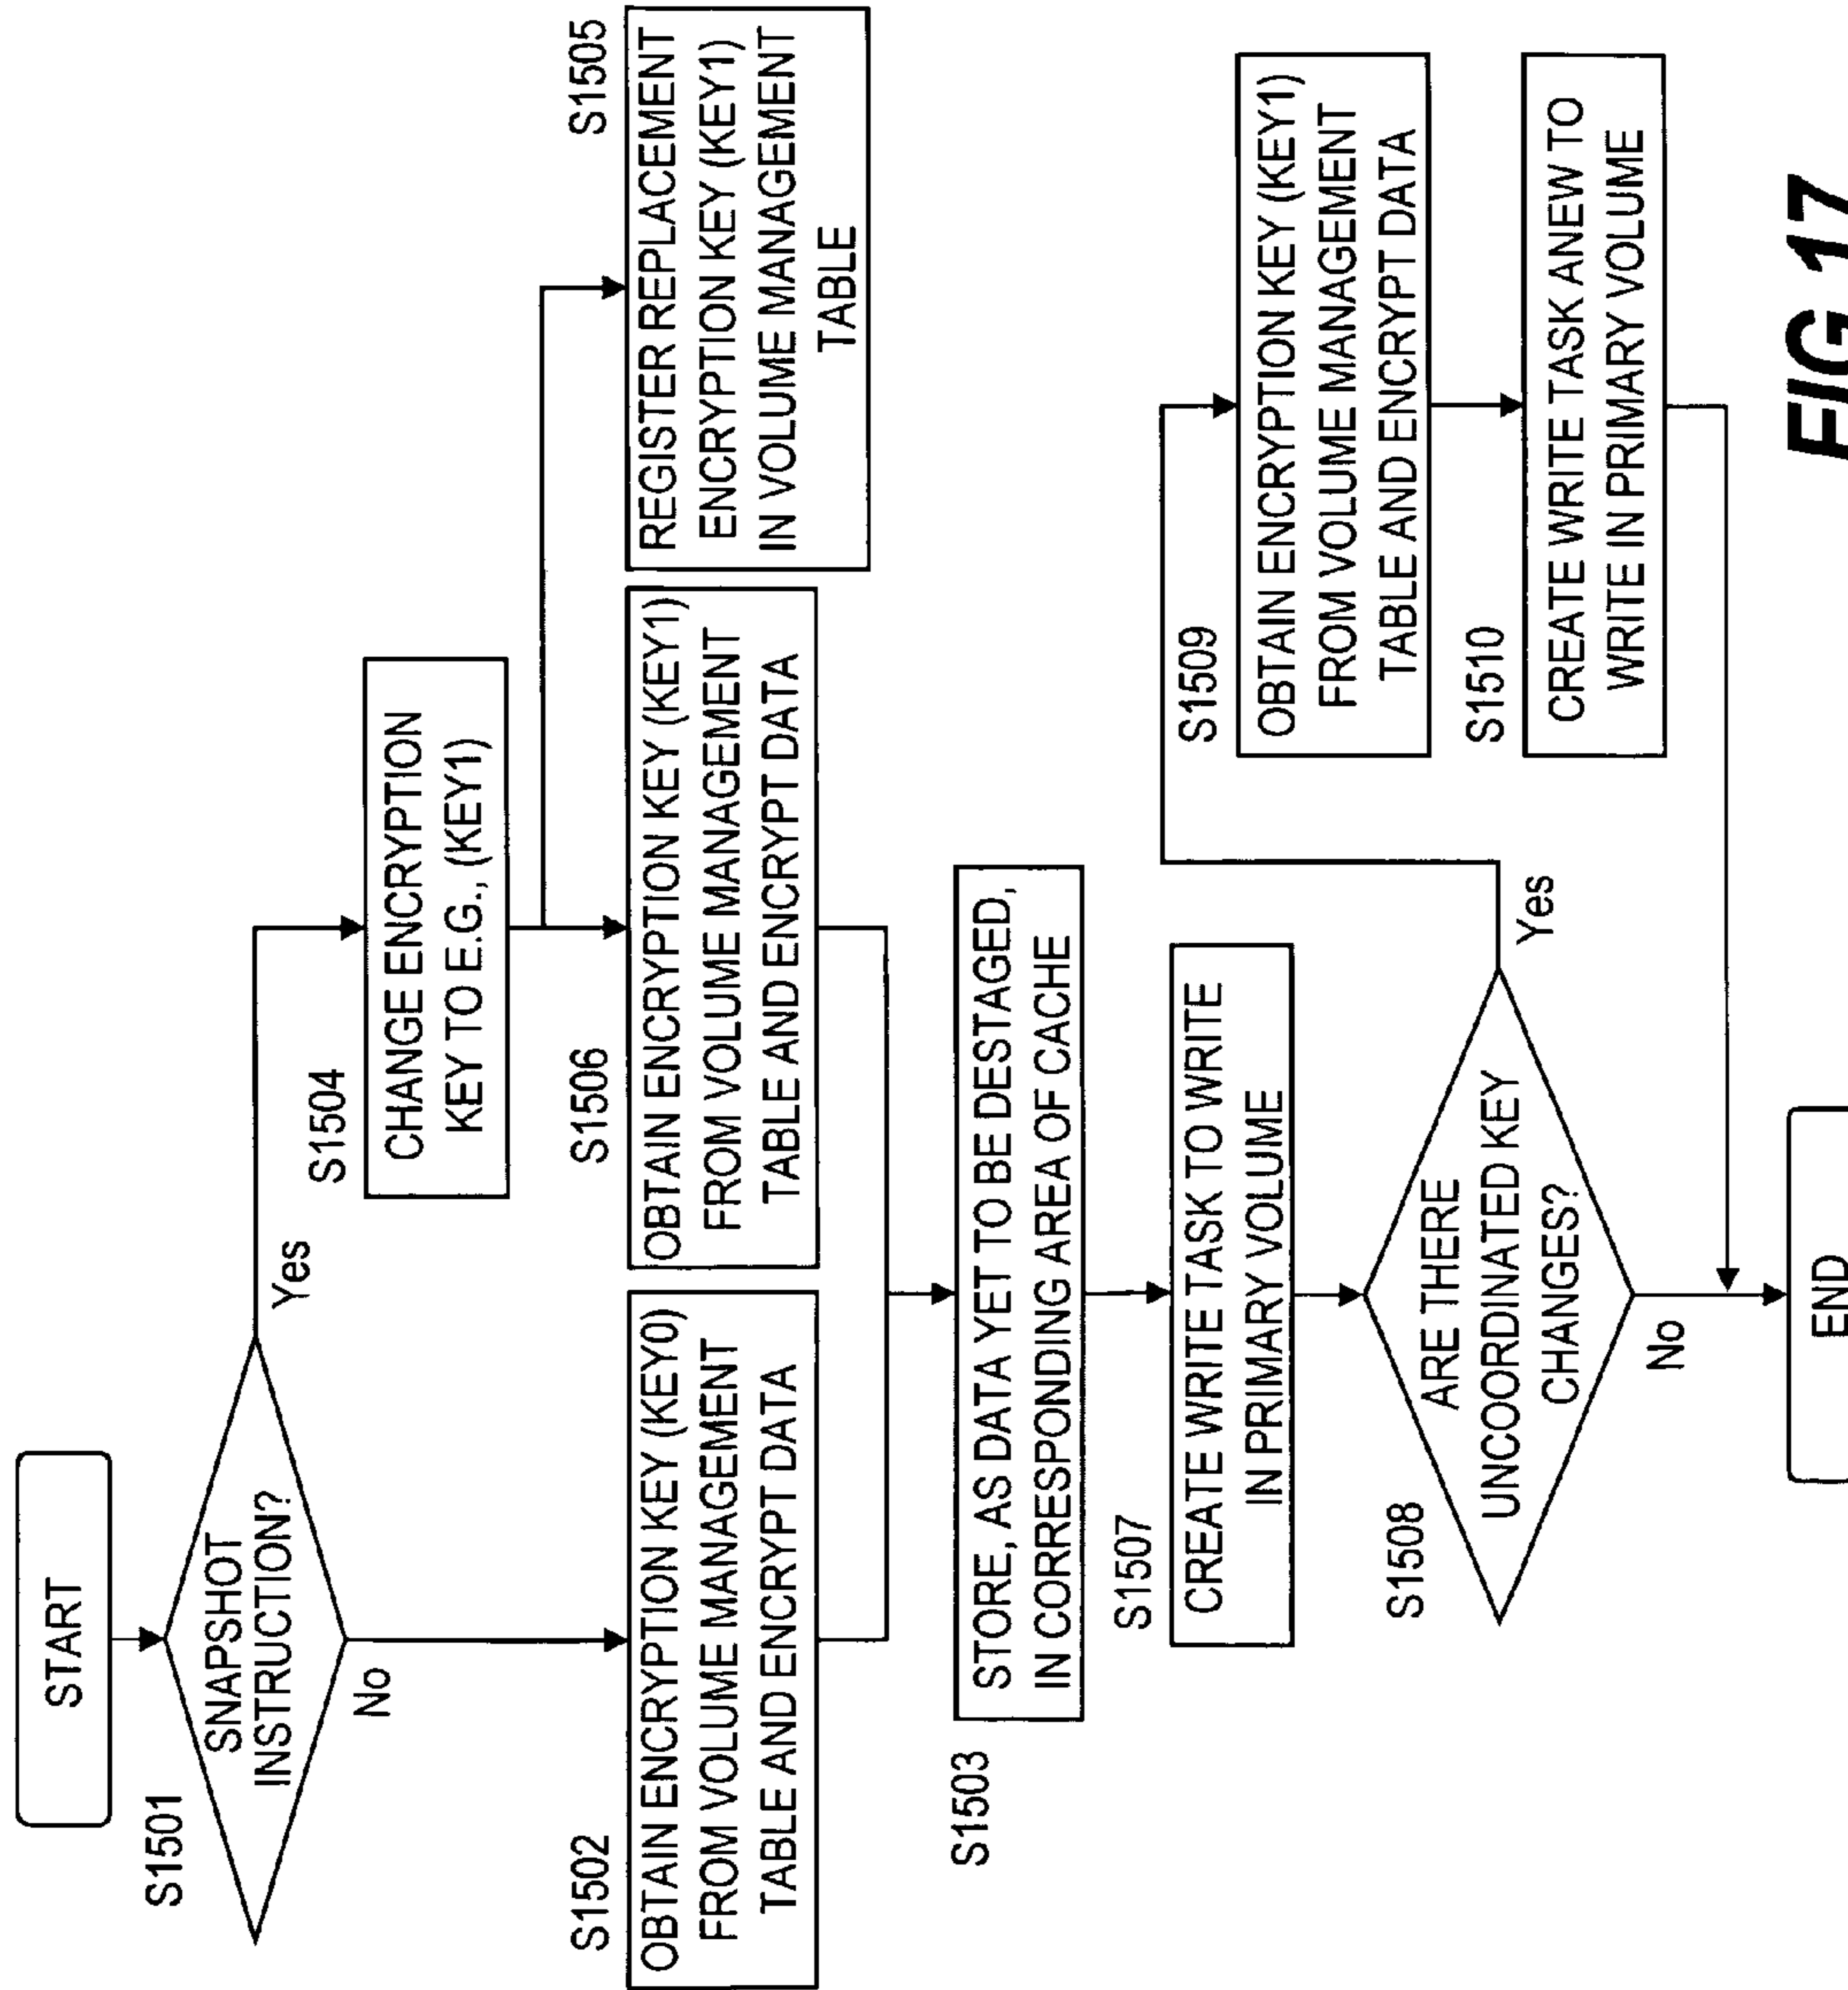 START
S1501
SNAPSHOT
INSTRUCTION?
Yes
No
S1504
CHANGE ENCRYPTION
KEY TO E.G., (KEY1)
S1502
OBTAIN ENCRYPTION KEY (KEY0)
FROM VOLUME MANAGEMENT
TABLE AND ENCRYPT DATA
S1506
OBTAIN ENCRYPTION KEY (KEY1)
FROM VOLUME MANAGEMENT
TABLE AND ENCRYPT DATA
S1505
REGISTER REPLACEMENT
ENCRYPTION KEY (KEY1)
IN VOLUME MANAGEMENT
TABLE
S1503
STORE, AS DATA YET TO BE DESTAGED,
IN CORRESPONDING AREA OF CACHE
S1507
CREATE WRITE TASK TO WRITE
IN PRIMARY VOLUME
S1508
ARE THERE
UNCOORDINATED KEY
CHANGES?
Yes
No
S1509
OBTAIN ENCRYPTION KEY (KEY1)
FROM VOLUME MANAGEMENT
TABLE AND ENCRYPT DATA
S1510
CREATE WRITE TASK ANEW TO
WRITE IN PRIMARY VOLUME
END
FIG 17